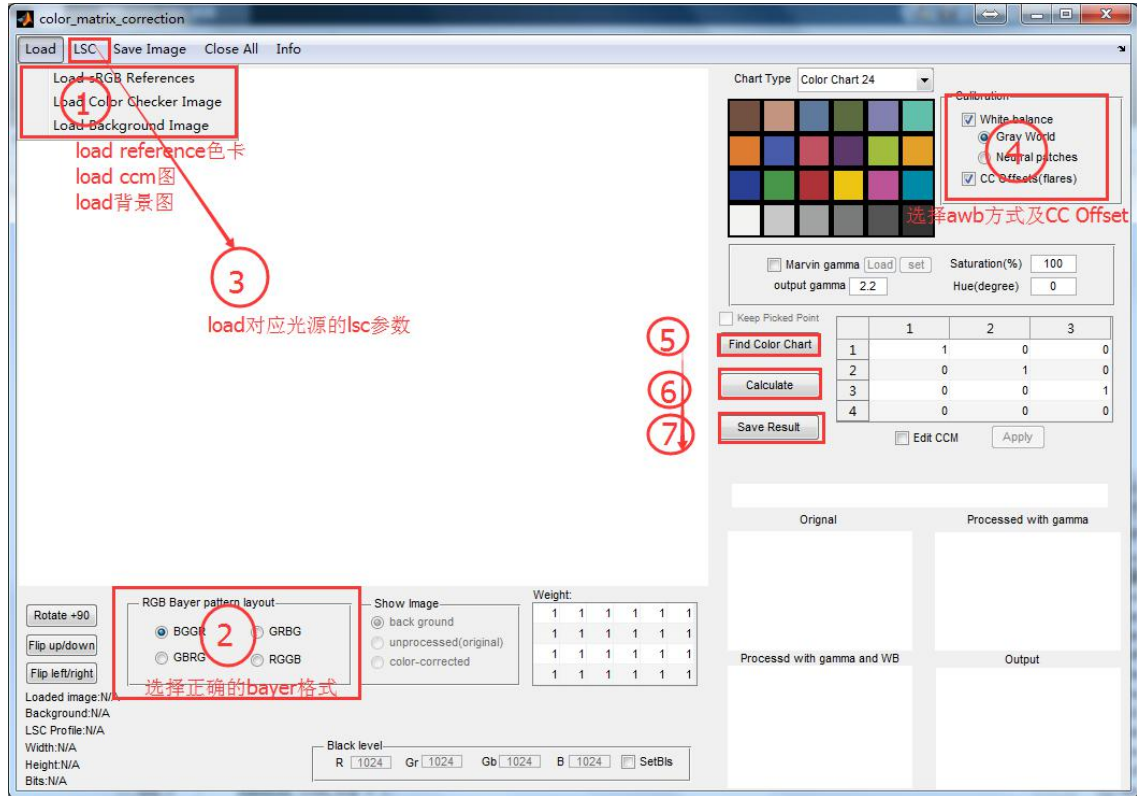 color_matrix_correction
Load LSC Save Image Close All Info
Load sRGB References
Load Color Checker Image
Load Background Image
1
load reference色卡
load ccm图
load背景图
3
load对应光源的lsc参数
Chart Type Color Chart 24
Calibration
White balance
Gray World
Neutral patches
CC Offsets(flares)
4
选择awb方式及CC Offset
Marvin gamma Load set Saturation(%) 100
output gamma 2.2 Hue(degree) 0
Keep Picked Point
5
Find Color Chart
6
Calculate
7
Save Result
1 2 3
1 1 0 0
2 0 1 0
3 0 0 1
4 0 0 0
Edit CCM Apply
Orignal Processed with gamma
Processd with gamma and WB Output
Rotate +90
Flip up/down
Flip left/right
RGB Bayer pattern layout
BGGR GRBG
GBRG RGGB
2
选择正确的bayer格式
Show Image
back ground
unprocessed(original)
color-corrected
Weight:
1 1 1 1 1 1
1 1 1 1 1 1
1 1 1 1 1 1
1 1 1 1 1 1
Loaded image:N/A
Background:N/A
LSC Profile:N/A
Width:N/A
Height:N/A
Bits:N/A
Black level
R 1024 Gr 1024 Gb 1024 B 1024 SetBls